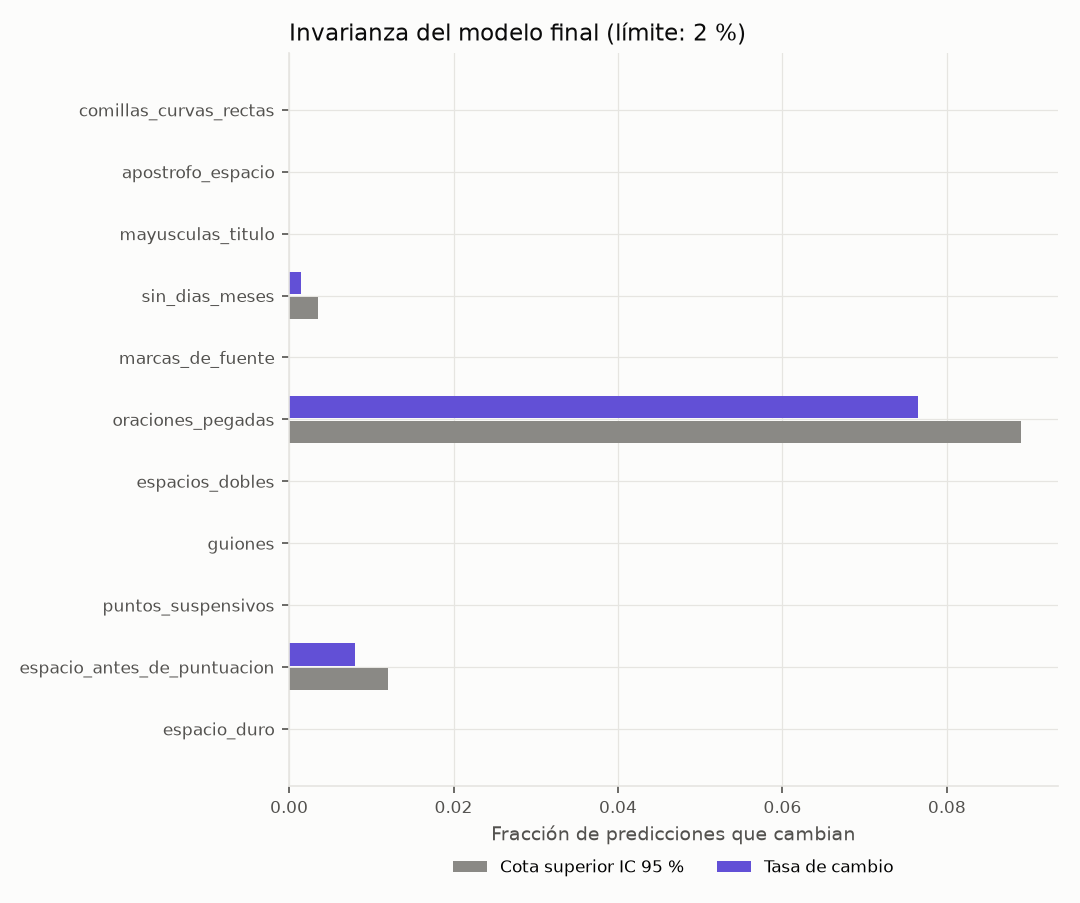 Invarianza del modelo final (límite: 2 %)
comillas_curvas_rectas
apostrofo_espacio
mayusculas_titulo
sin_dias_meses
marcas_de_fuente
oraciones_pegadas
espacios_dobles
guiones
puntos_suspensivos
espacio_antes_de_puntuacion
espacio_duro
0.00 0.02 0.04 0.06 0.08
Fracción de predicciones que cambian
Cota superior IC 95 % Tasa de cambio